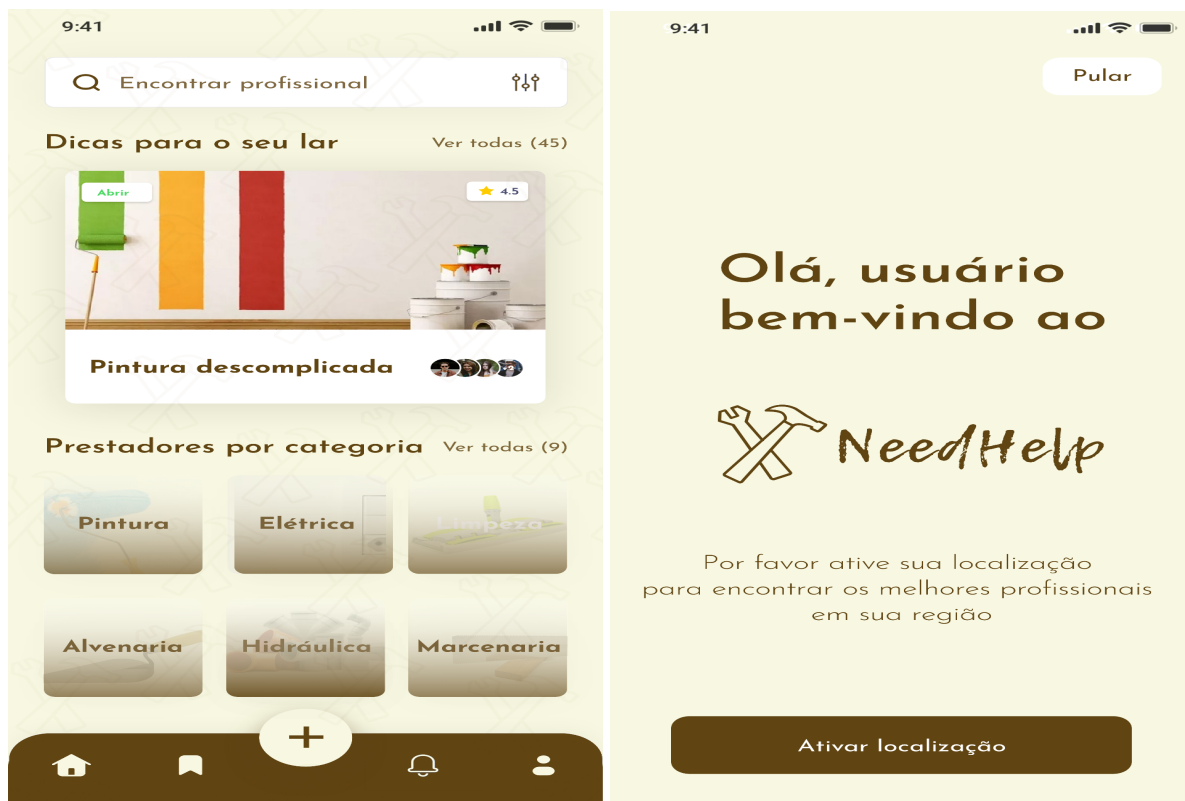 9:41
Encontrar profissional
Dicas para o seu lar
Ver todas (45)
Abrir
4.5
Pintura descomplicada
Prestadores por categoria
Ver todas (9)
Pintura
Elétrica
Limpeza
Alvenaria
Hidráulica
Marcenaria
9:41
Pular
Olá, usuário
bem-vindo ao
NeedHelp
Por favor ative sua localização
para encontrar os melhores profissionais
em sua região
Ativar localização